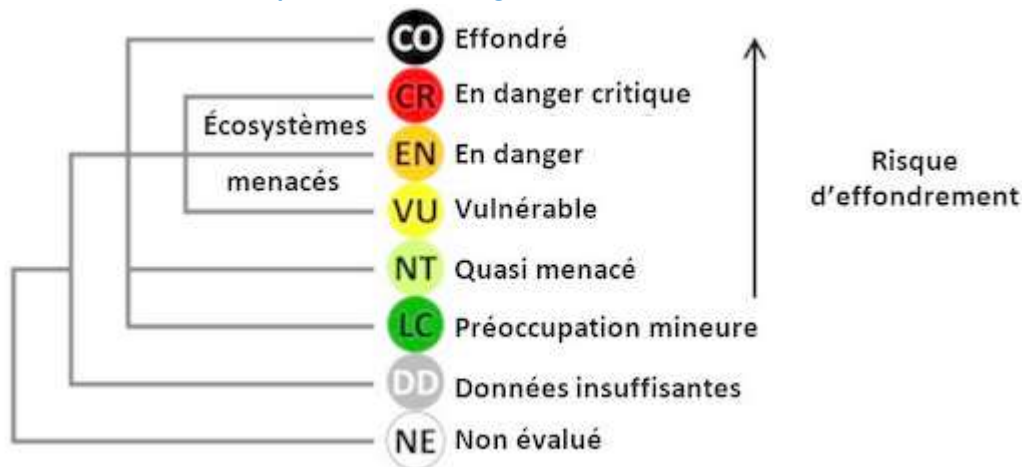 CO Effondré
CR En danger critique
Écosystèmes
menacés
EN En danger
VU Vulnérable
NT Quasi menacé
LC Préoccupation mineure
DD Données insuffisantes
NE Non évalué
Risque
d'effondrement